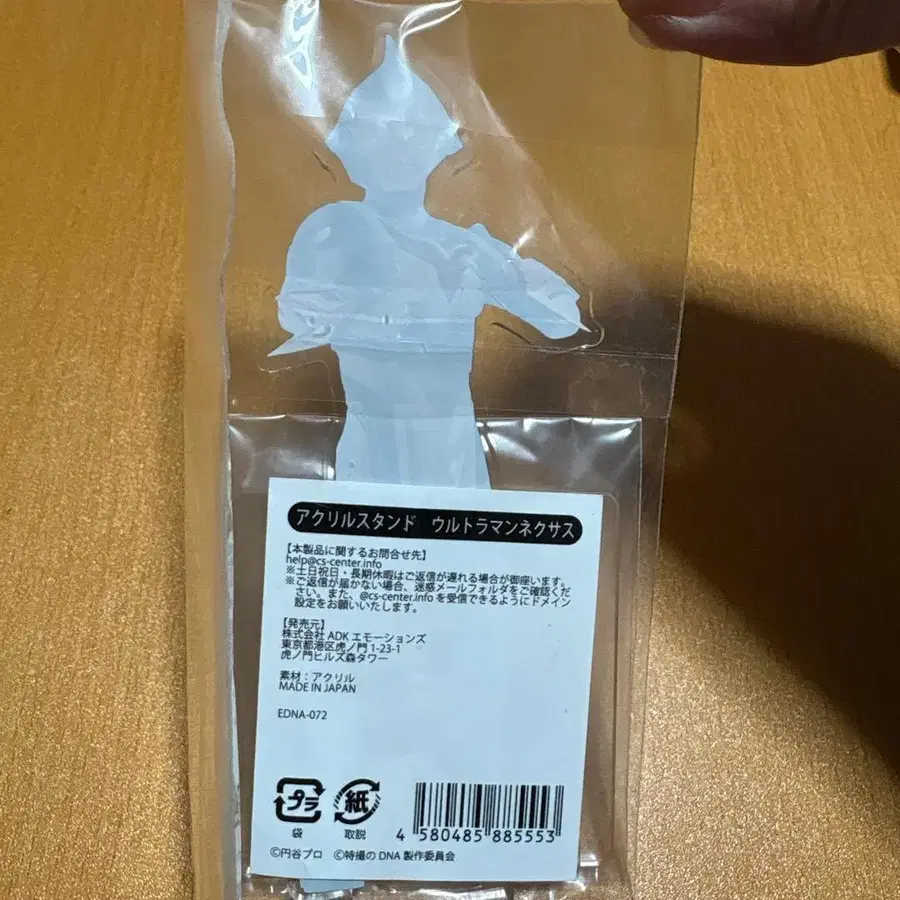 アクリルスタンド　ウルトラマンネクサス
【本製品に関するお問合せ先】
help@cs-center.info
※土日祝日・長期休暇はご返信が遅れる場合が御座います。
※ご返信が届かない場合、迷惑メールフォルダをご確認くださ
い。また、@cs-center.info を受信できるようにドメイン
設定をお願いいたします。
【発売元】
株式会社 ADK エモーションズ
東京都港区虎ノ門 1-23-1
虎ノ門ヒルズ森タワー
素材：アクリル
MADE IN JAPAN
EDNA-072
プラ 紙
袋 取説
4 580485 885553
©円谷プロ　©特撮の DNA 製作委員会